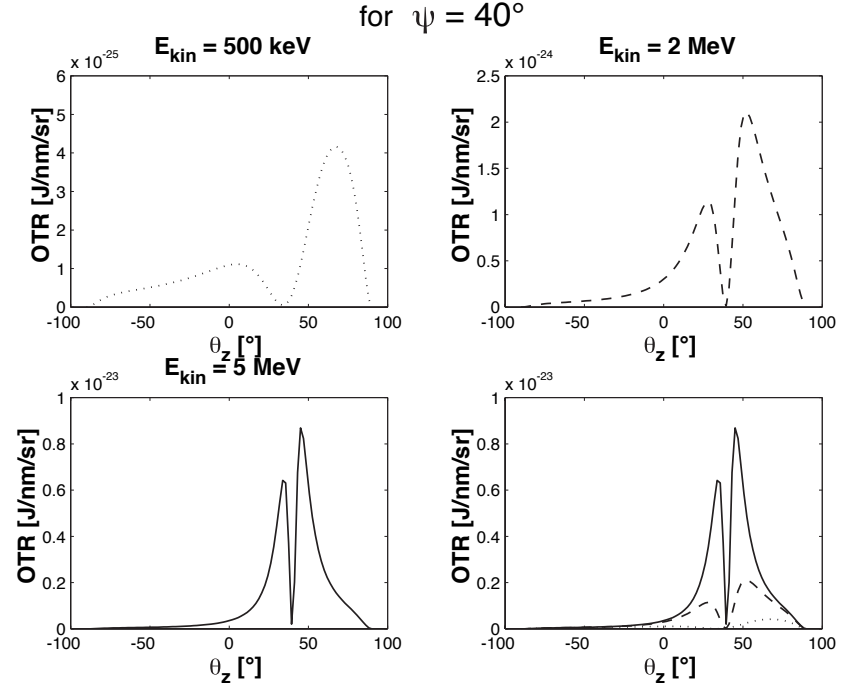 for ψ = 40°
E_kin = 500 keV
x 10^-25
OTR [J/nm/sr]
6
5
4
3
2
1
0
-100 -50 0 50 100
θ_z [°]
E_kin = 2 MeV
x 10^-24
OTR [J/nm/sr]
2.5
2
1.5
1
0.5
0
-100 -50 0 50 100
θ_z [°]
E_kin = 5 MeV
x 10^-23
OTR [J/nm/sr]
1
0.8
0.6
0.4
0.2
0
-100 -50 0 50 100
θ_z [°]
x 10^-23
OTR [J/nm/sr]
1
0.8
0.6
0.4
0.2
0
-100 -50 0 50 100
θ_z [°]